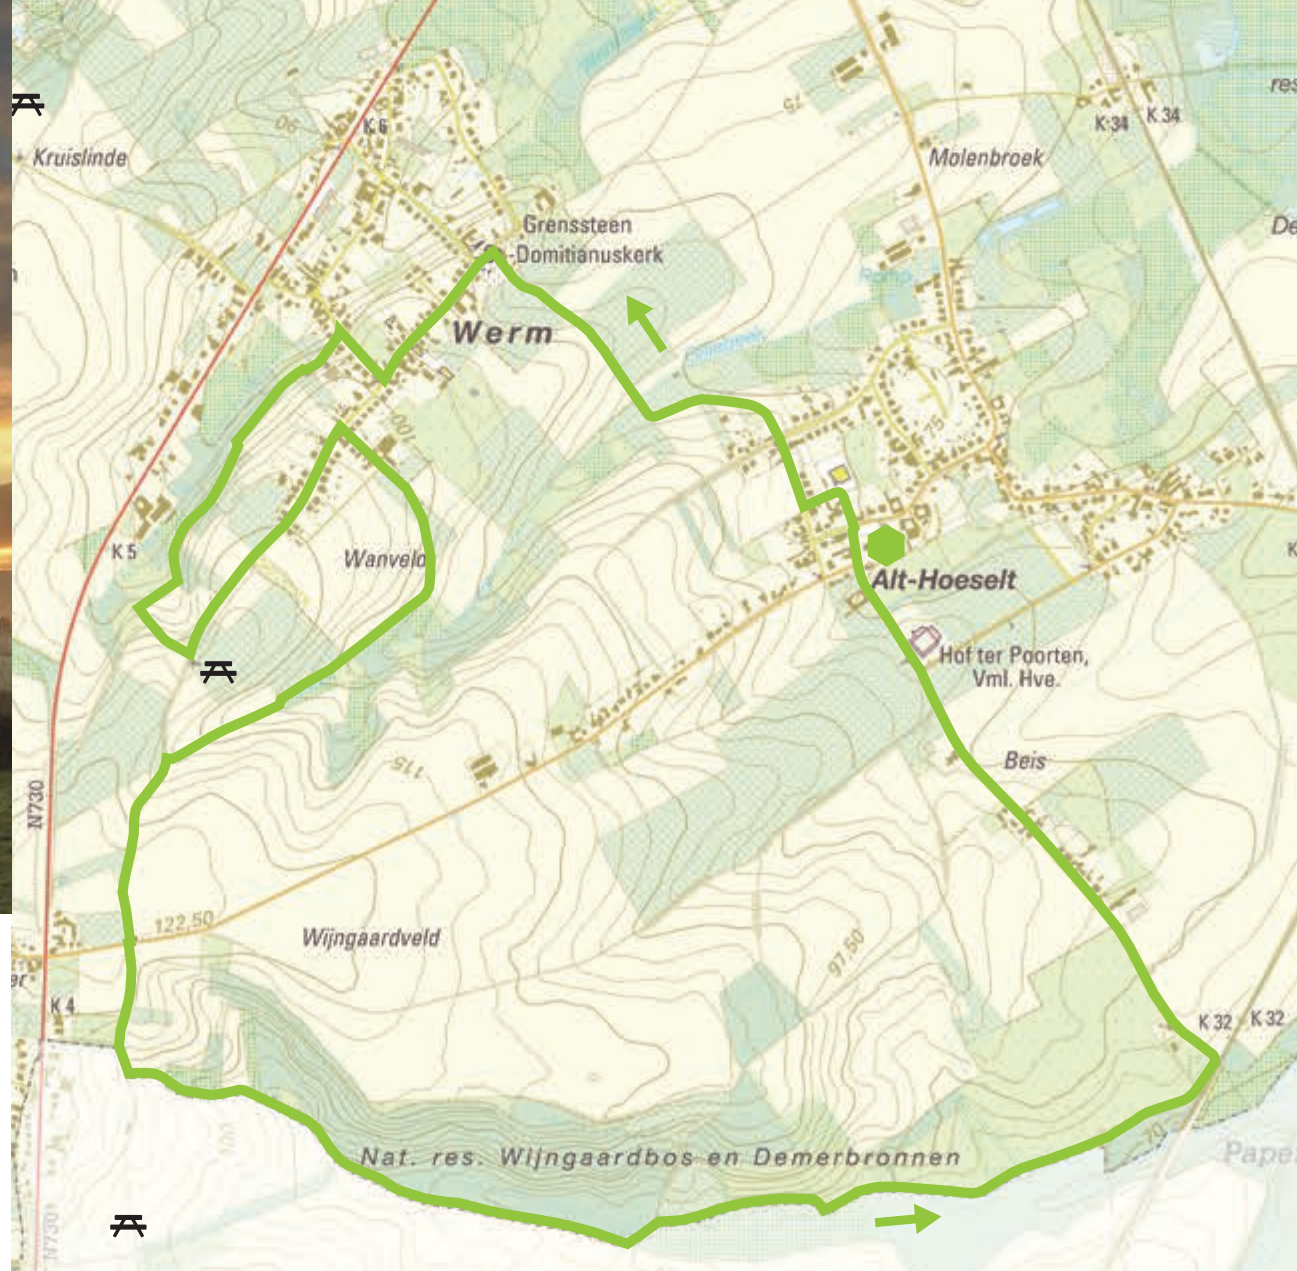 K 6
90
75
K 34
K 34
Kruislinde
Molenbroek
Grenssteen
Domitianuskerk
De
Werm
75
100
K 5
Wanveld
Alt-Hoeselt
Hof ter Poorten,
Vml. Hve.
Beis
115
N730
122,50
Wijngaardveld
97,50
K 4
K 32
K 32
100
70
Nat. res. Wijngaardbos en Demerbronnen
N730